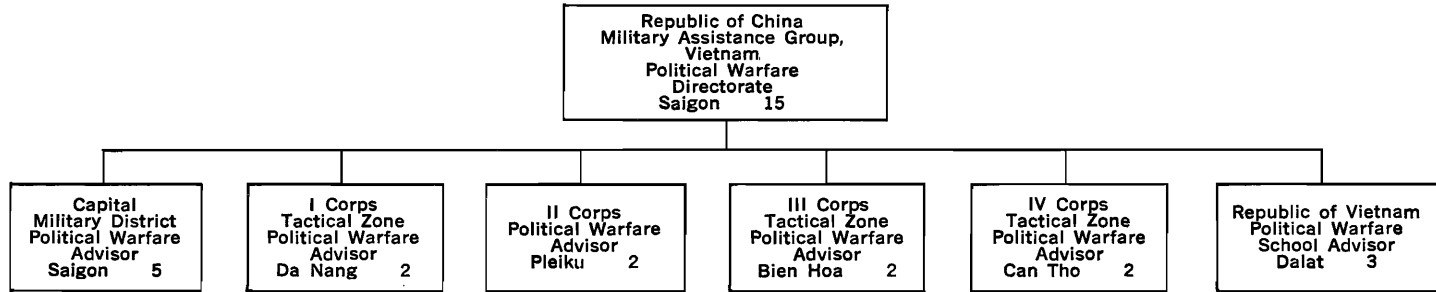 Republic of China
Military Assistance Group,
Vietnam
Political Warfare
Directorate
Saigon 15
Capital
Military District
Political Warfare
Advisor
Saigon 5
I Corps
Tactical Zone
Political Warfare
Advisor
Da Nang 2
II Corps
Political Warfare
Advisor
Pleiku 2
III Corps
Tactical Zone
Political Warfare
Advisor
Bien Hoa 2
IV Corps
Tactical Zone
Political Warfare
Advisor
Can Tho 2
Republic of Vietnam
Political Warfare
School Advisor
Dalat 3